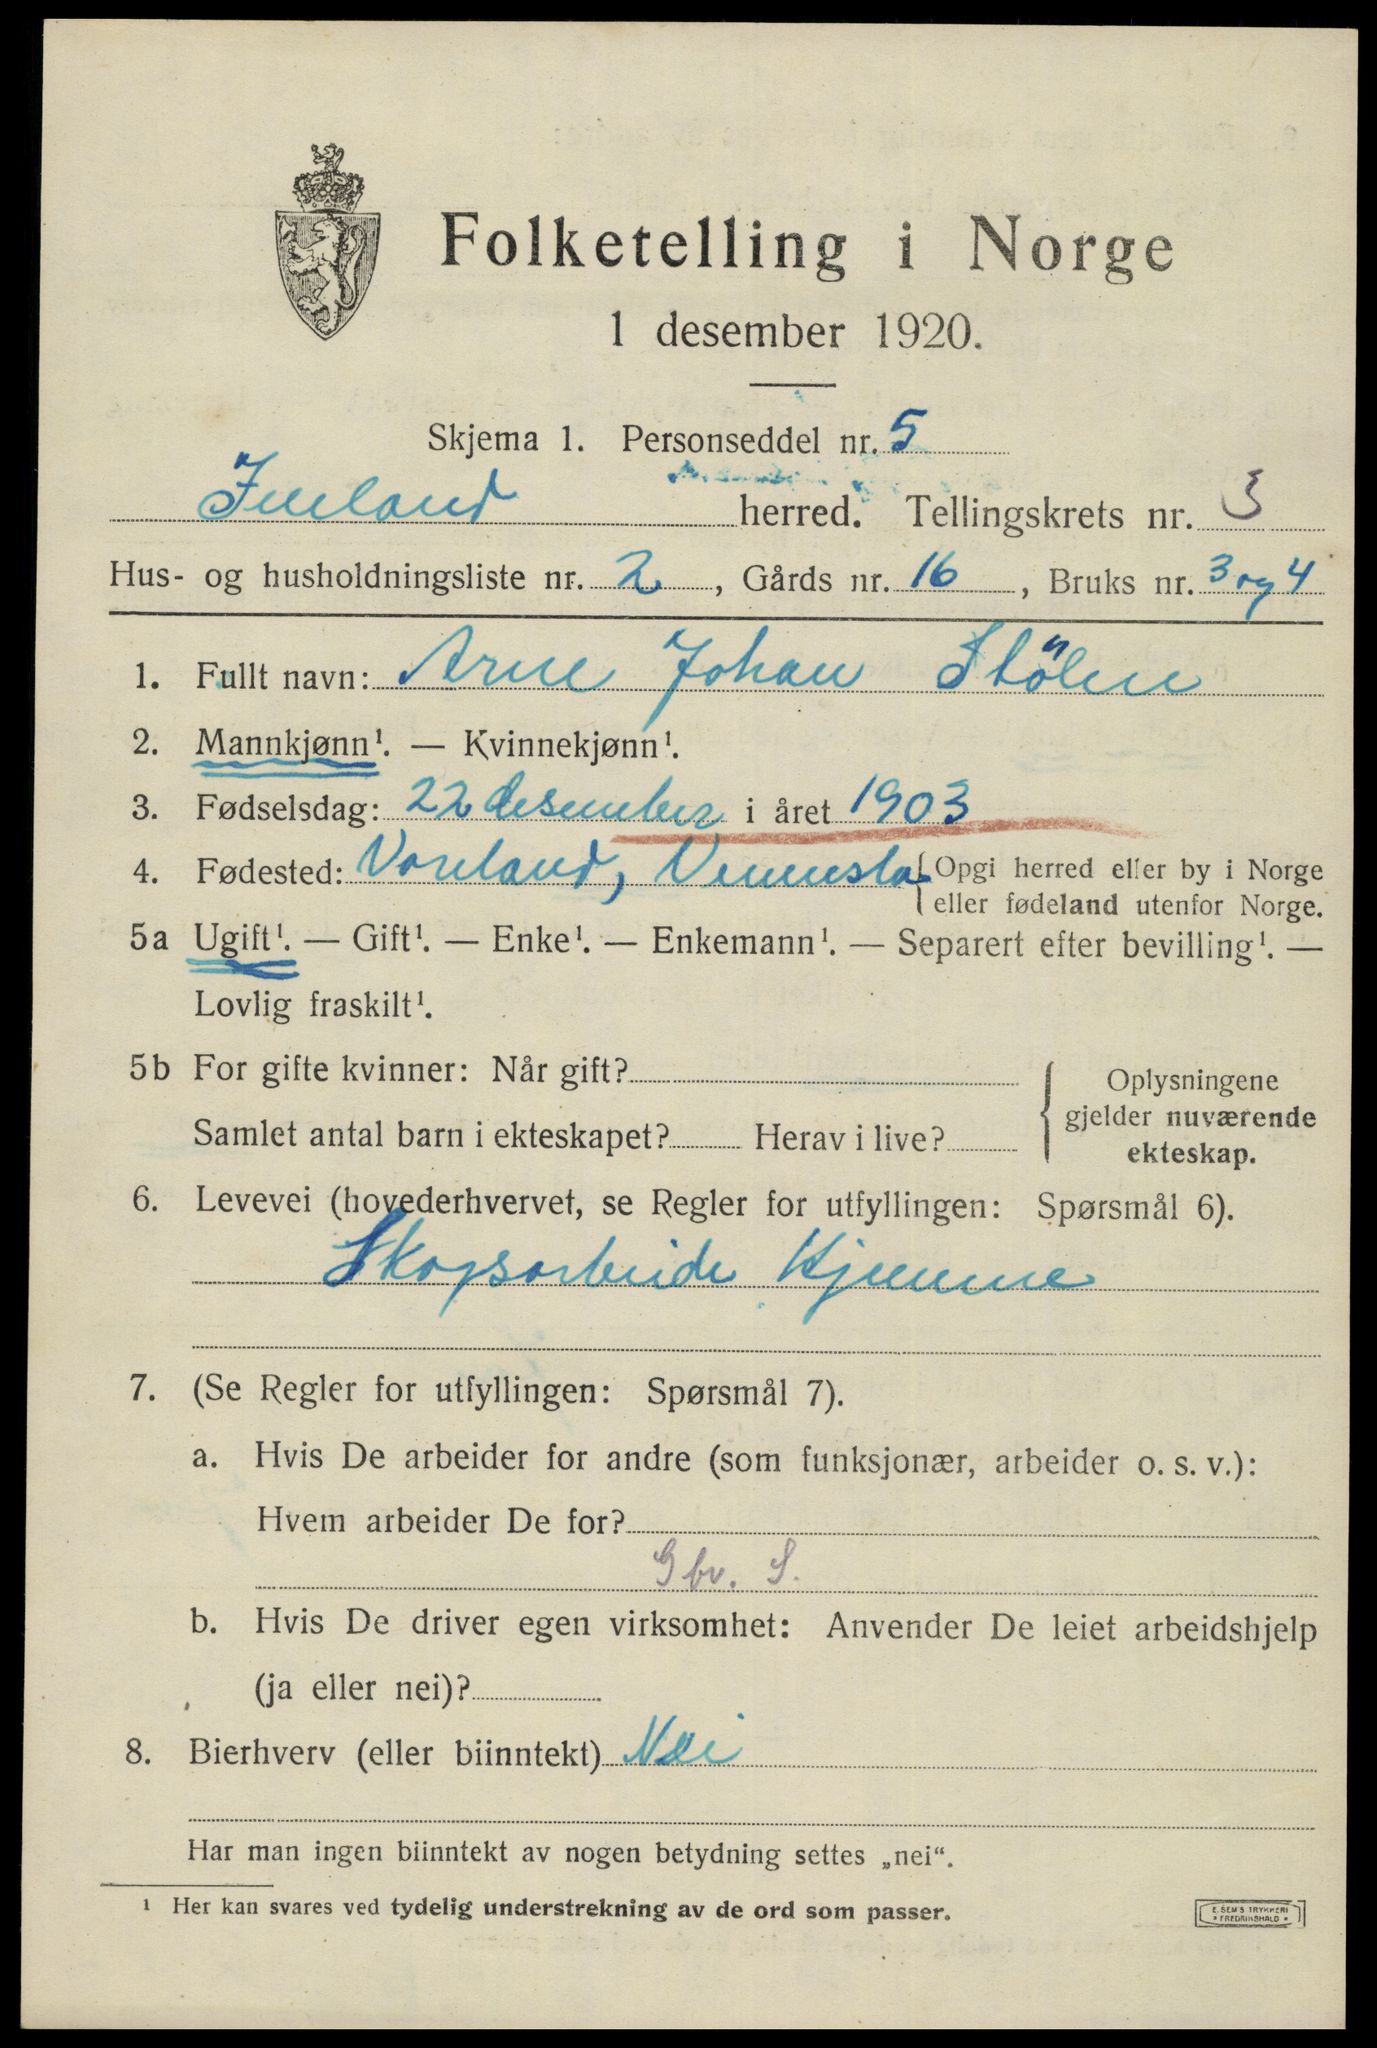 Folketelling i Norge
1 desember 1920.
Skjema 1. Personseddel nr. 5
Iveland herred. Tellingskrets nr. 3
Hus- og husholdningsliste nr. 2, Gårds nr. 16, Bruks nr. 3 og 4
1. Fullt navn: Arne Johan Stölen
2. Mannkjønn¹. — Kvinnekjønn¹.
3. Fødselsdag: 22 desember i året 1903
4. Fødested: Vennesla { Opgi herred eller by i Norge
eller fødeland utenfor Norge.
5a Ugift¹. — Gift¹. — Enke¹. — Enkemann¹. — Separert efter bevilling¹. —
Lovlig fraskilt¹.
5b For gifte kvinner: Når gift?
Samlet antal barn i ekteskapet? Herav i live?
Oplysningene
gjelder nuværende
ekteskap.
6. Levevei (hovederhvervet, se Regler for utfyllingen: Spørsmål 6).
Skogsarbeide Hjemme
7. (Se Regler for utfyllingen: Spørsmål 7).
a. Hvis De arbeider for andre (som funksjonær, arbeider o. s. v.):
Hvem arbeider De for?
Gbr. S.
b. Hvis De driver egen virksomhet: Anvender De leiet arbeidshjelp
(ja eller nei)?
8. Bierhverv (eller biinntekt) Nei
Har man ingen biinntekt av nogen betydning settes „nei“.
¹ Her kan svares ved tydelig understrekning av de ord som passer.
E. SEM'S TRYKKERI
* FREDRIKSHALD *